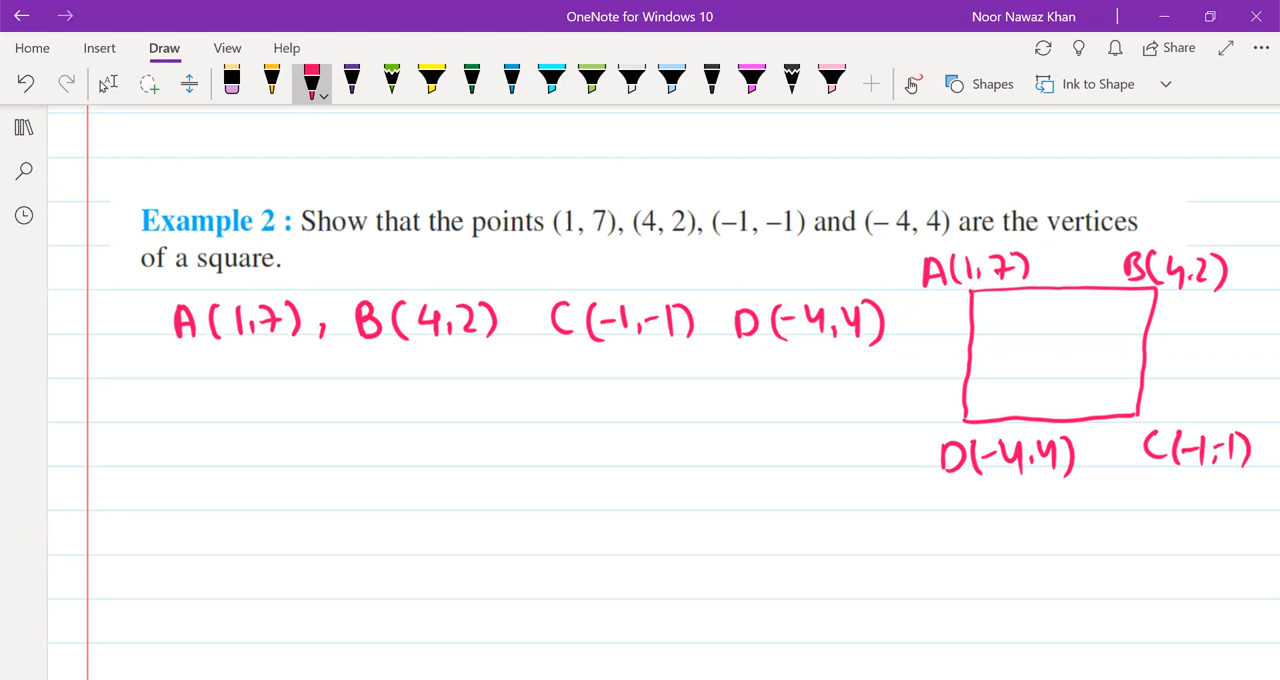 OneNote for Windows 10
Noor Nawaz Khan
Home Insert Draw View Help
Share
Shapes
Ink to Shape
Example 2 : Show that the points (1, 7), (4, 2), (–1, –1) and (– 4, 4) are the vertices
of a square.
A(1,7) B(4,2)
A(1,7), B(4,2) C(-1,-1) D(-4,4)
D(-4,4) C(-1,-1)